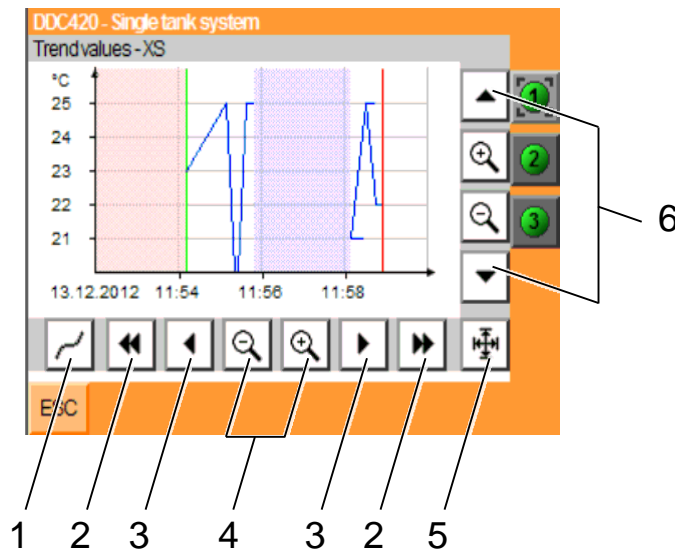 DDC420 - Single tank system
Trend values - XS
°C
25
24
23
22
21
13.12.2012 11:54 11:56 11:58
1
2
3
6
ESC
1 2 3 4 3 2 5